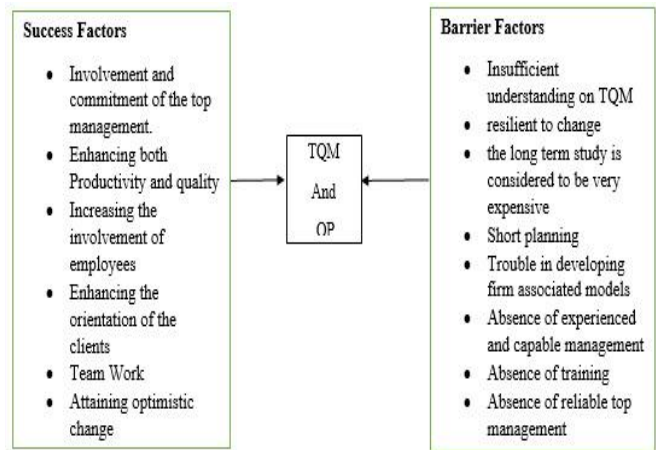 Success Factors
• Involvement and
commitment of the top
management.
• Enhancing both
Productivity and quality
• Increasing the
involvement of
employees
• Enhancing the
orientation of the
clients
• Team Work
• Attaining optimistic
change
TQM
And
OP
Barrier Factors
• Insufficient
understanding on TQM
• resilient to change
• the long term study is
considered to be very
expensive
• Short planning
• Trouble in developing
firm associated models
• Absence of experienced
and capable management
• Absence of training
• Absence of reliable top
management